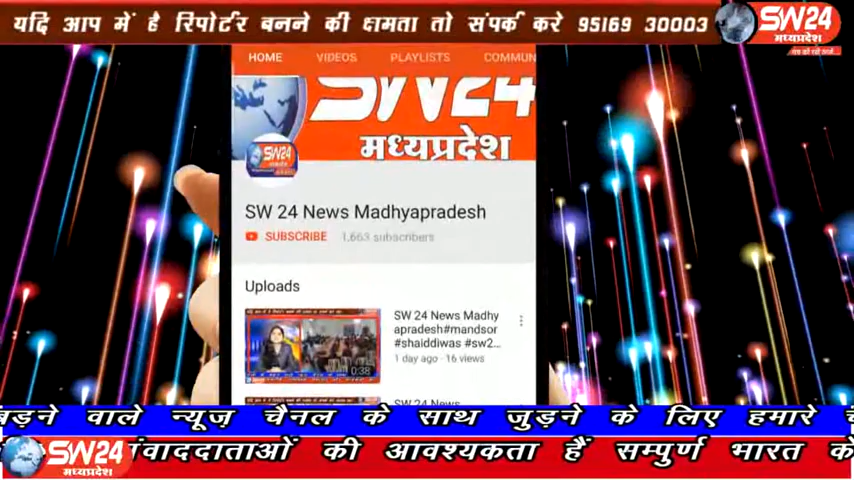 यदि आप में है रिपोर्टर बनने की क्षमता तो संपर्क करे 95169 30003
SW24
मध्यप्रदेश
HOME VIDEOS PLAYLISTS COMMUN
SW24
मध्यप्रदेश
SW24
SW 24 News Madhyapradesh
SUBSCRIBE 1,663 subscribers
Uploads
SW 24 News Madhy
apradesh#mandsor
#shaiddiwas #sw2...
1 day ago · 16 views
0:38
SW 24 News
बड़ने वाले न्यूज़ चैनल के साथ जुड़ने के लिए हमारे
SW24
मध्यप्रदेश
संवाददाताओं की आवश्यकता हैं सम्पुर्ण भारत के